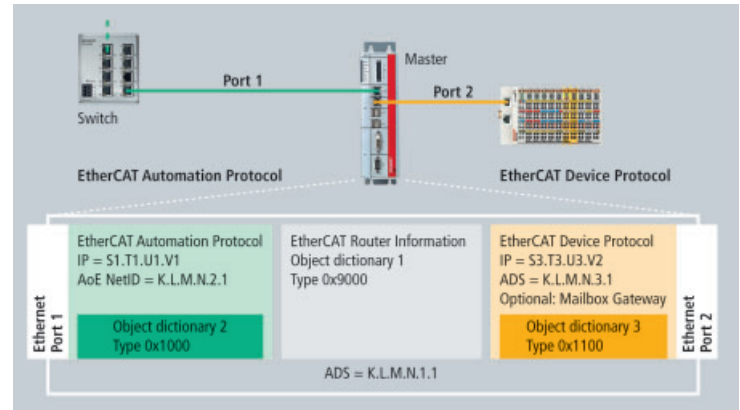 Master
Port 1
Port 2
Switch
EtherCAT Automation Protocol
EtherCAT Device Protocol
Ethernet
Port 1
EtherCAT Automation Protocol
IP = S1.T1.U1.V1
AoE NetID = K.L.M.N.2.1
Object dictionary 2
Type 0x1000
EtherCAT Router Information
Object dictionary 1
Type 0x9000
EtherCAT Device Protocol
IP = S3.T3.U3.V2
ADS = K.L.M.N.3.1
Optional: Mailbox Gateway
Object dictionary 3
Type 0x1100
Ethernet
Port 2
ADS = K.L.M.N.1.1